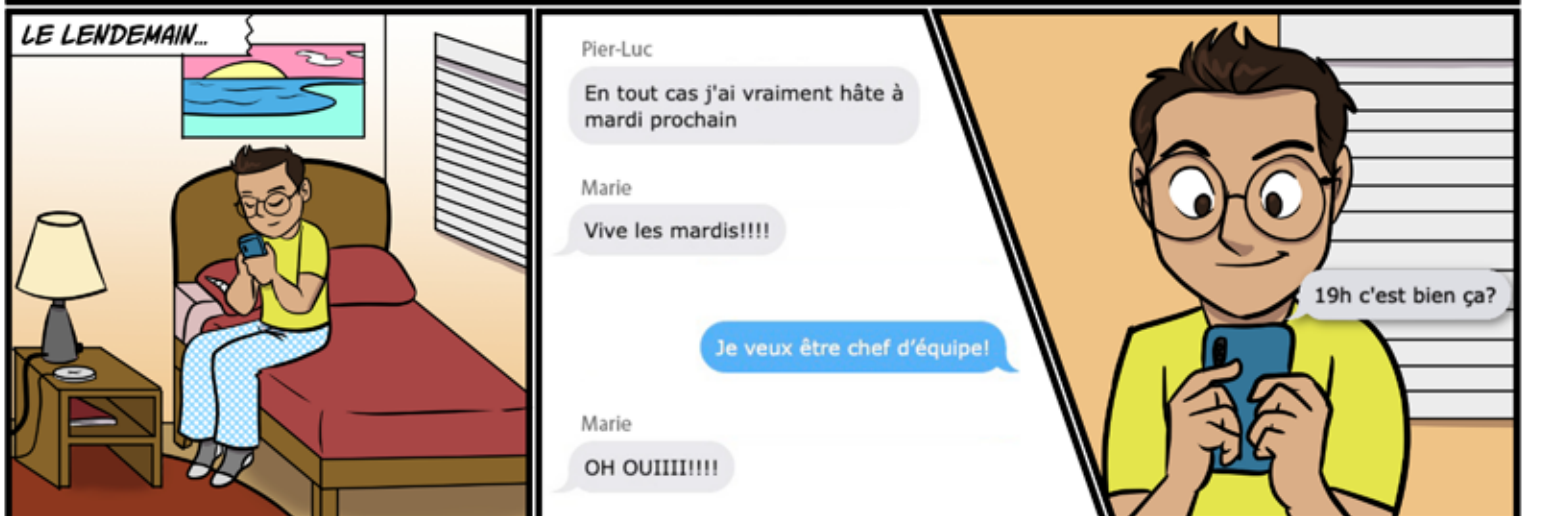 LE LENDEMAIN...
Pier-Luc
En tout cas j'ai vraiment hâte à
mardi prochain
Marie
Vive les mardis!!!!
Je veux être chef d'équipe!
Marie
OH OUIIII!!!!
19h c'est bien ça?